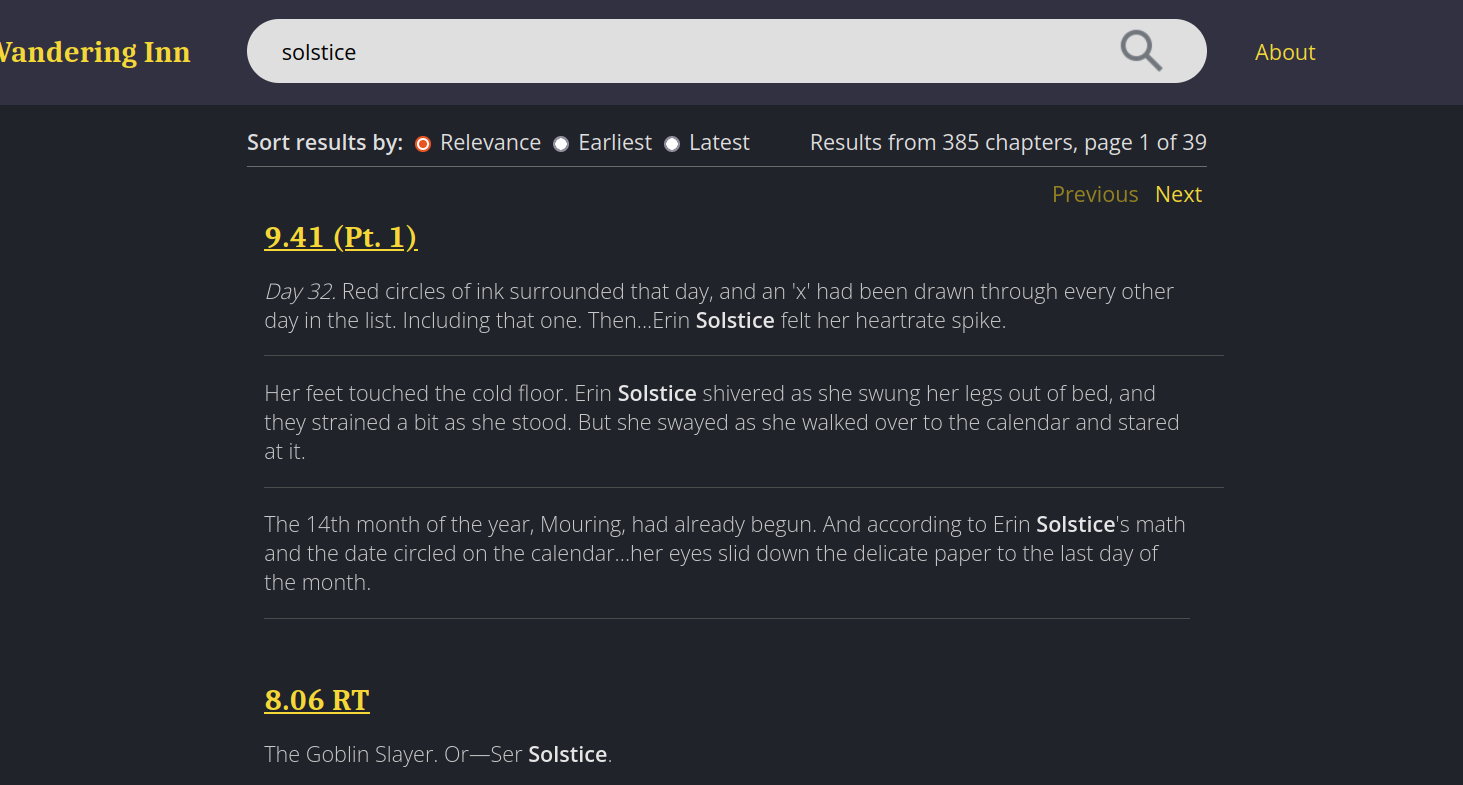 Wandering Inn
solstice
About
Sort results by: Relevance Earliest Latest
Results from 385 chapters, page 1 of 39
Previous Next
9.41 (Pt. 1)
Day 32. Red circles of ink surrounded that day, and an 'x' had been drawn through every other
day in the list. Including that one. Then...Erin Solstice felt her heartrate spike.
Her feet touched the cold floor. Erin Solstice shivered as she swung her legs out of bed, and
they strained a bit as she stood. But she swayed as she walked over to the calendar and stared
at it.
The 14th month of the year, Mouring, had already begun. And according to Erin Solstice's math
and the date circled on the calendar...her eyes slid down the delicate paper to the last day of
the month.
8.06 RT
The Goblin Slayer. Or—Ser Solstice.